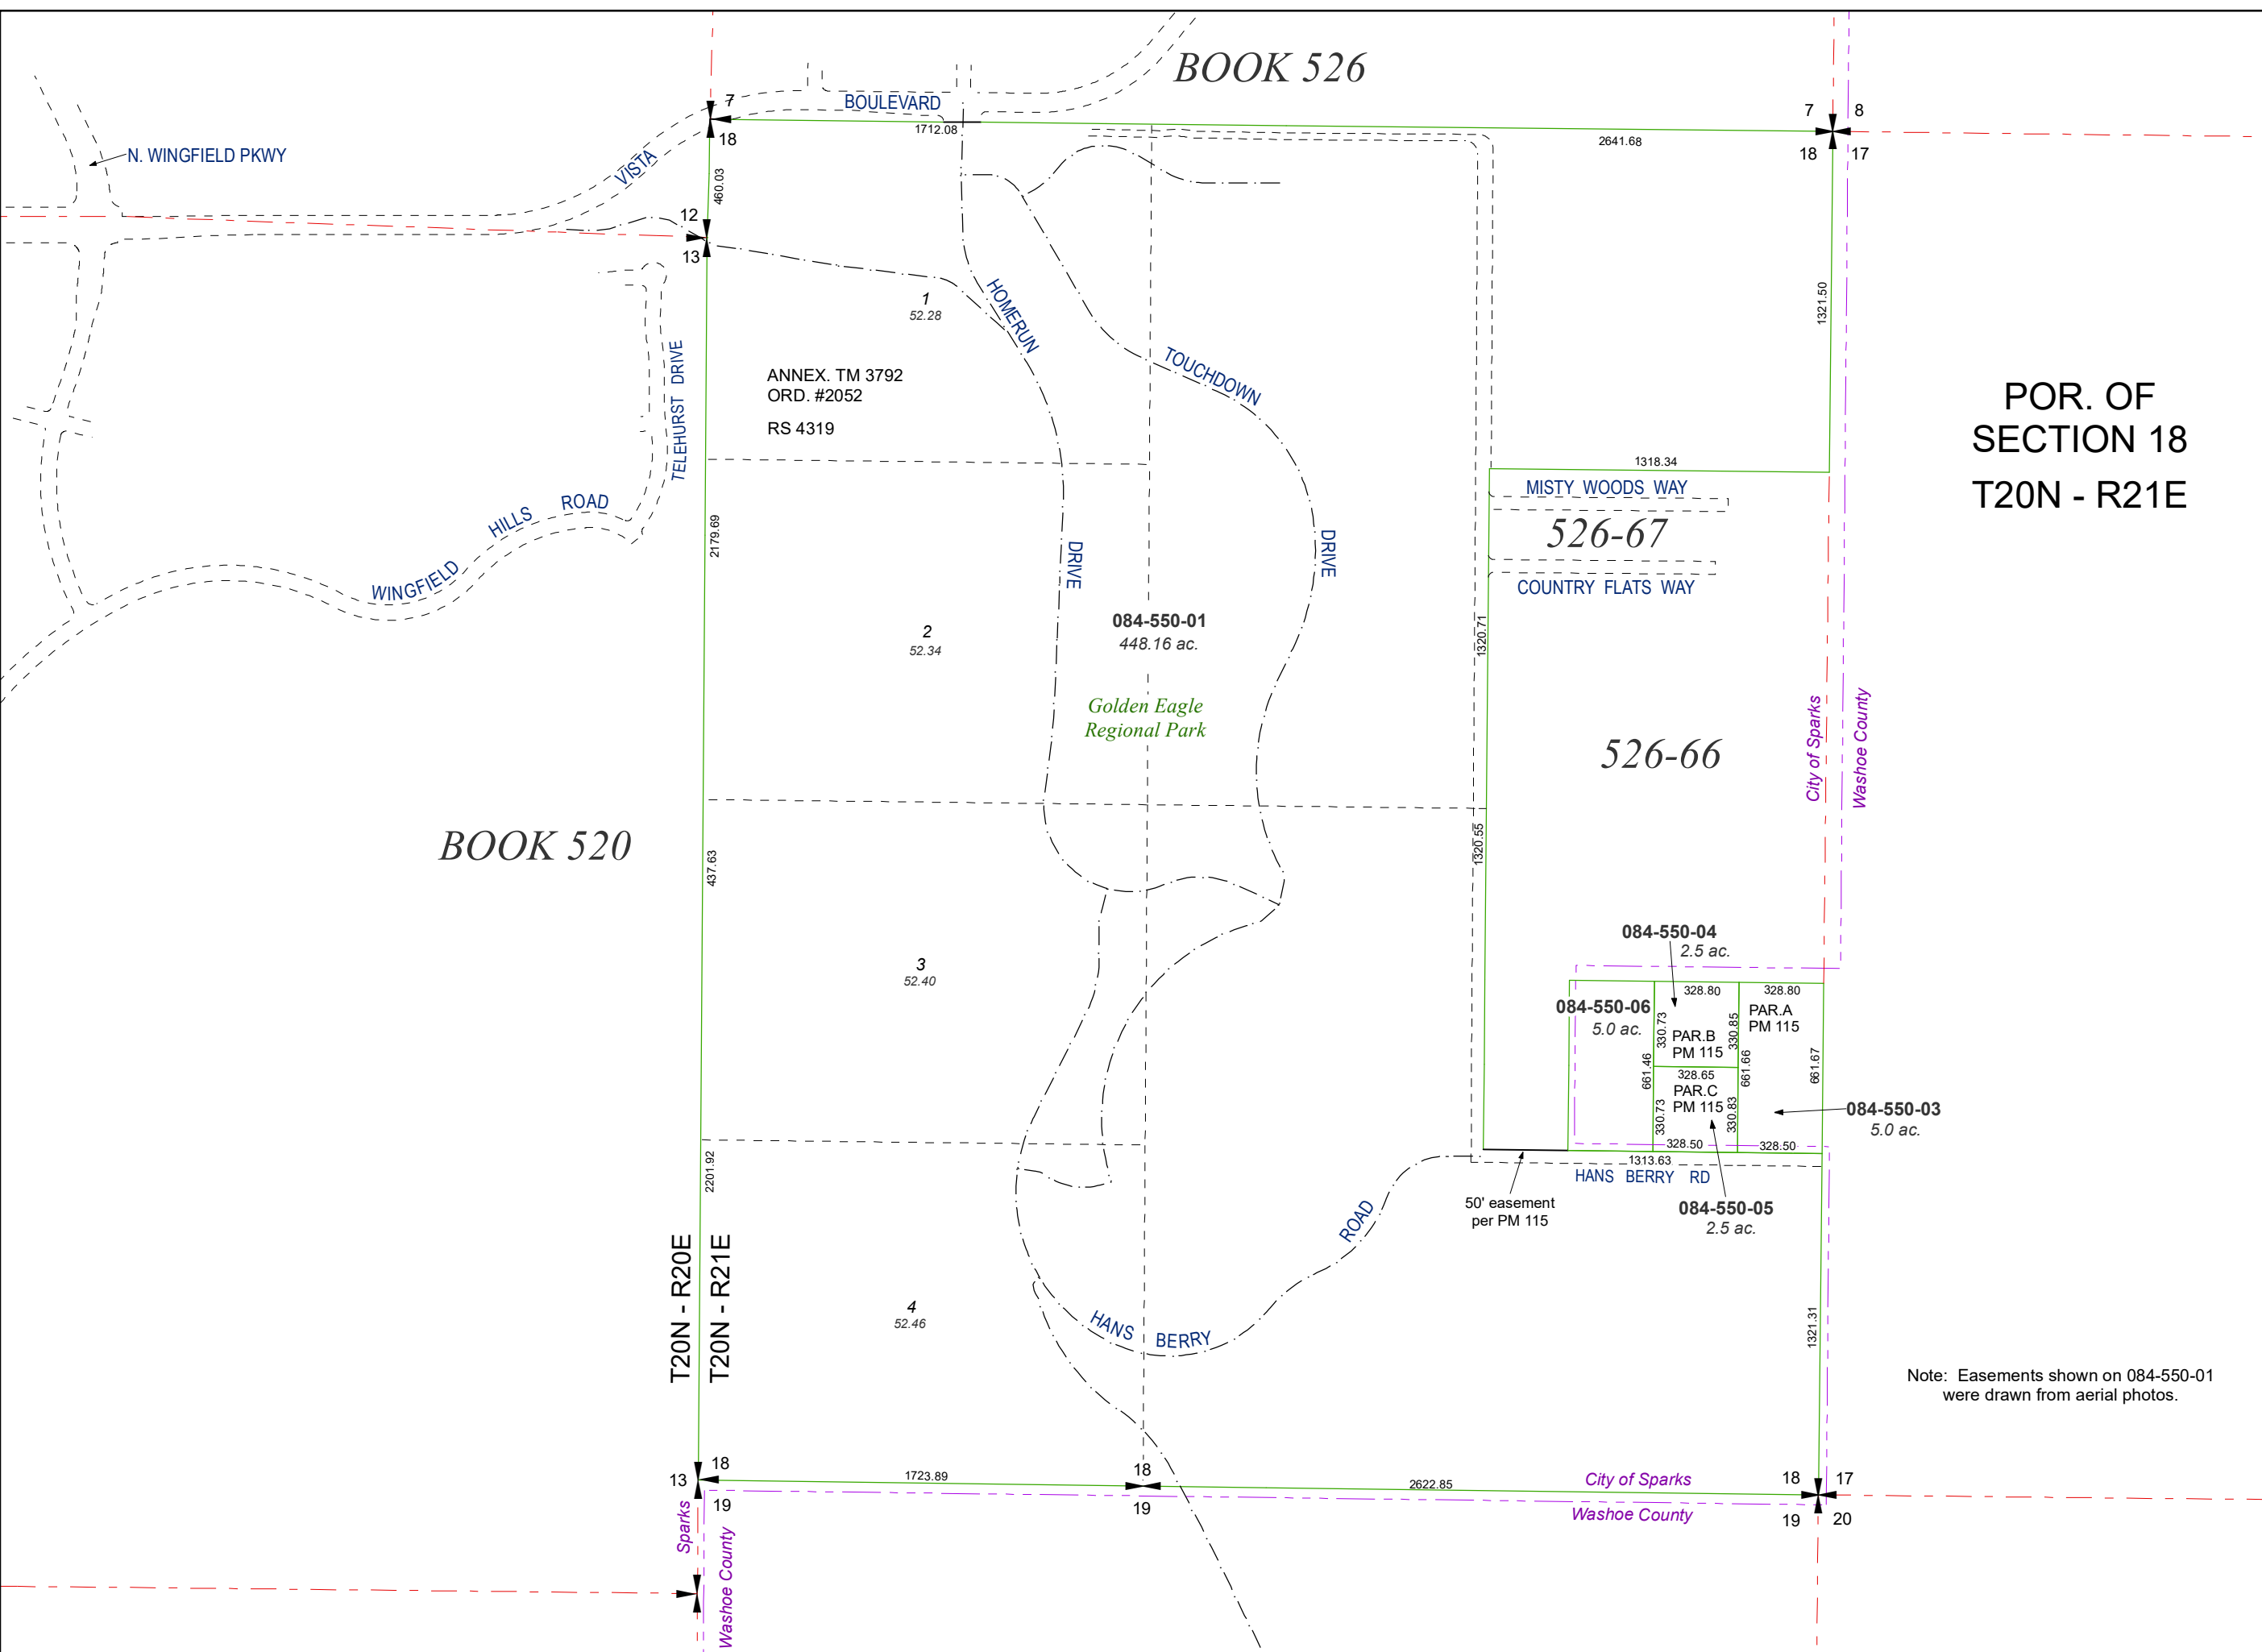 BOOK 526
7
BOULEVARD
7
8
1712.08
18
2641.68
N. WINGFIELD PKWY
VISTA
18
17
460.03
12
13
1
52.28
HOMERUN
1321.50
TELEHURST DRIVE
ANNEX. TM 3792
ORD. #2052
RS 4319
TOUCHDOWN
POR. OF
SECTION 18
T20N - R21E
1318.34
MISTY WOODS WAY
WINGFIELD HILLS ROAD
2179.69
DRIVE
DRIVE
526-67
COUNTRY FLATS WAY
084-550-01
448.16 ac.
2
52.34
1320.71
Golden Eagle
Regional Park
526-66
City of Sparks
Washoe County
BOOK 520
437.63
1320.55
084-550-04
2.5 ac.
3
52.40
328.80
328.80
084-550-06
5.0 ac.
330.73
PAR.B
PM 115
330.85
PAR.A
PM 115
661.46
328.65
661.66
661.67
PAR.C
PM 115
330.73
330.83
084-550-03
5.0 ac.
328.50
328.50
1313.63
HANS BERRY RD
2201.92
50' easement
per PM 115
084-550-05
2.5 ac.
ROAD
T20N - R20E
T20N - R21E
4
52.46
HANS BERRY
1321.31
Note: Easements shown on 084-550-01
were drawn from aerial photos.
18
13
1723.89
18
2622.85
City of Sparks
18
17
19
19
Washoe County
19
20
Sparks
Washoe County